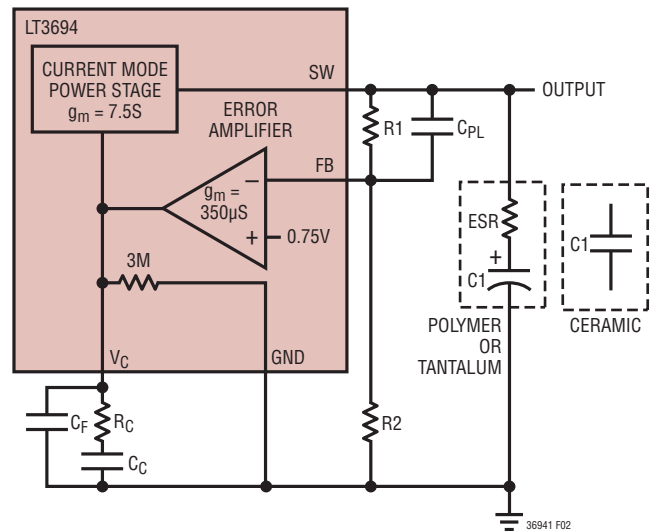 LT3694
CURRENT MODE
POWER STAGE
gm = 7.5S
SW
OUTPUT
ERROR
AMPLIFIER
R1
CPL
FB
gm =
350µS
−
+
0.75V
3M
ESR
+
C1
C1
POLYMER
OR
TANTALUM
CERAMIC
VC
GND
CF
RC
CC
R2
36941 F02